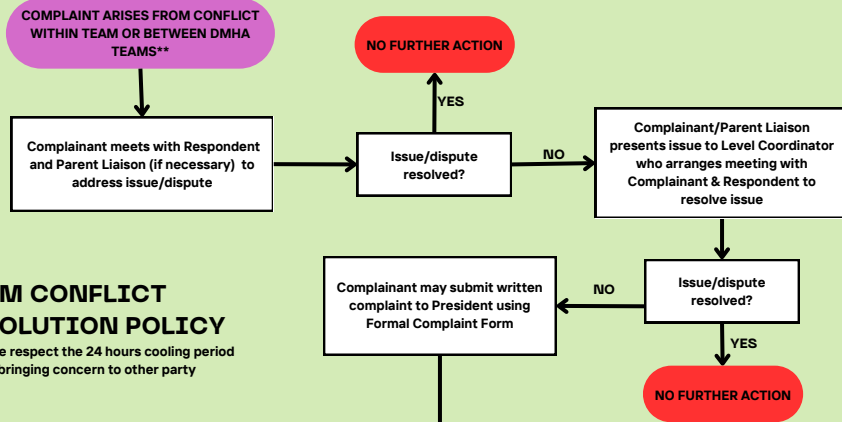 COMPLAINT ARISES FROM CONFLICT
WITHIN TEAM OR BETWEEN DMHA
TEAMS**
NO FURTHER ACTION
YES
Complainant meets with Respondent
and Parent Liaison (if necessary) to
address issue/dispute
Issue/dispute
resolved?
NO
Complainant/Parent Liaison
presents issue to Level Coordinator
who arranges meeting with
Complainant & Respondent to
resolve issue
Issue/dispute
resolved?
NO
Complainant may submit written
complaint to President using
Formal Complaint Form
YES
NO FURTHER ACTION
M CONFLICT
OLUTION POLICY
e respect the 24 hours cooling period
bringing concern to other party